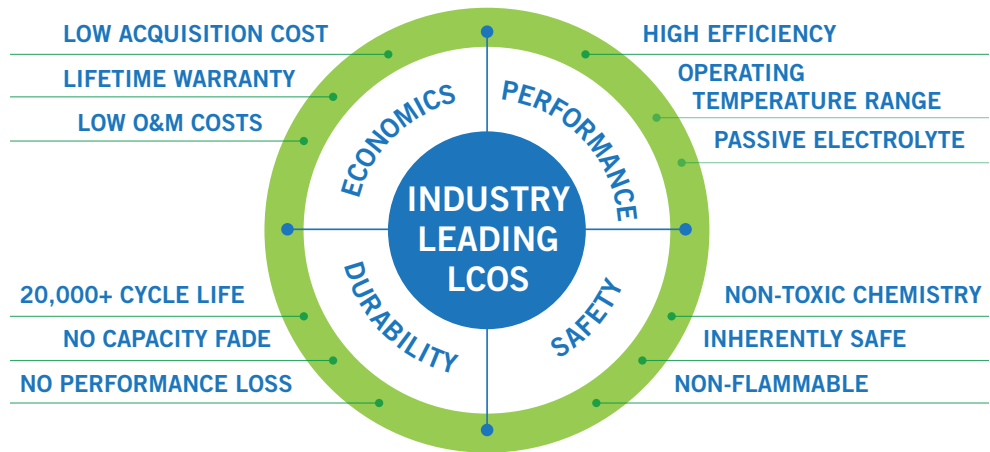 LOW ACQUISITION COST
LIFETIME WARRANTY
LOW O&M COSTS
HIGH EFFICIENCY
OPERATING
TEMPERATURE RANGE
PASSIVE ELECTROLYTE
ECONOMICS
PERFORMANCE
INDUSTRY
LEADING
LCOS
DURABILITY
SAFETY
20,000+ CYCLE LIFE
NO CAPACITY FADE
NO PERFORMANCE LOSS
NON-TOXIC CHEMISTRY
INHERENTLY SAFE
NON-FLAMMABLE